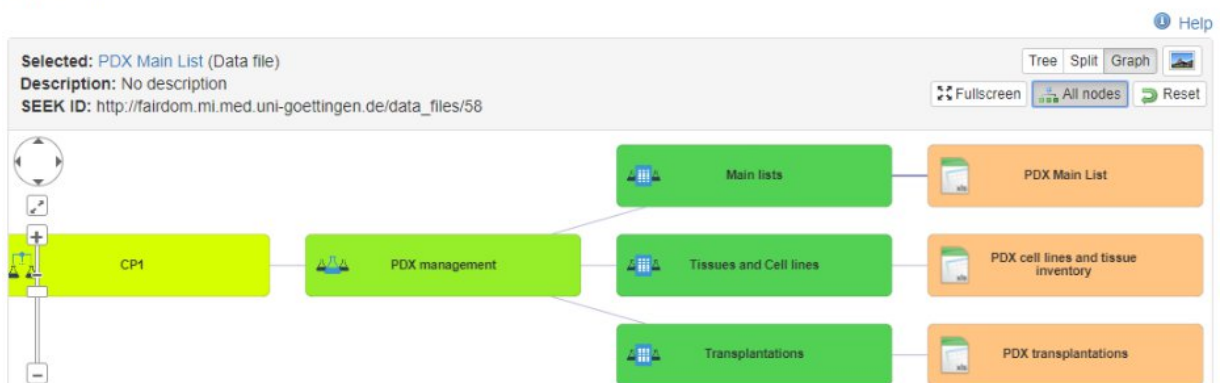 Help
Selected: PDX Main List (Data file)
Tree Split Graph
Description: No description
SEEK ID: http://fairdom.mi.med.uni-goettingen.de/data_files/58
Fullscreen All nodes Reset
Main lists
PDX Main List
CP1
PDX management
Tissues and Cell lines
PDX cell lines and tissue
inventory
Transplantations
PDX transplantations